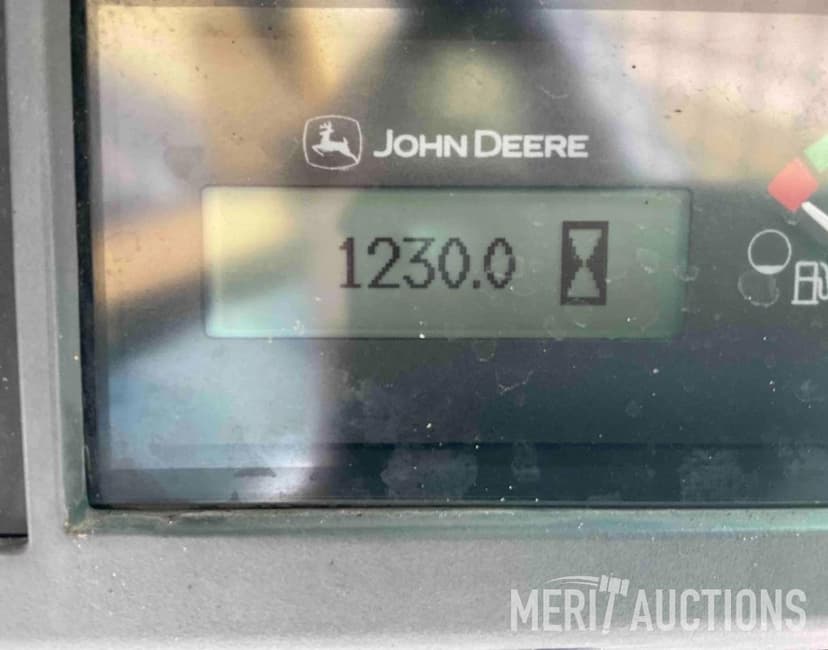 JOHN DEERE
1230.0
MERIT AUCTIONS